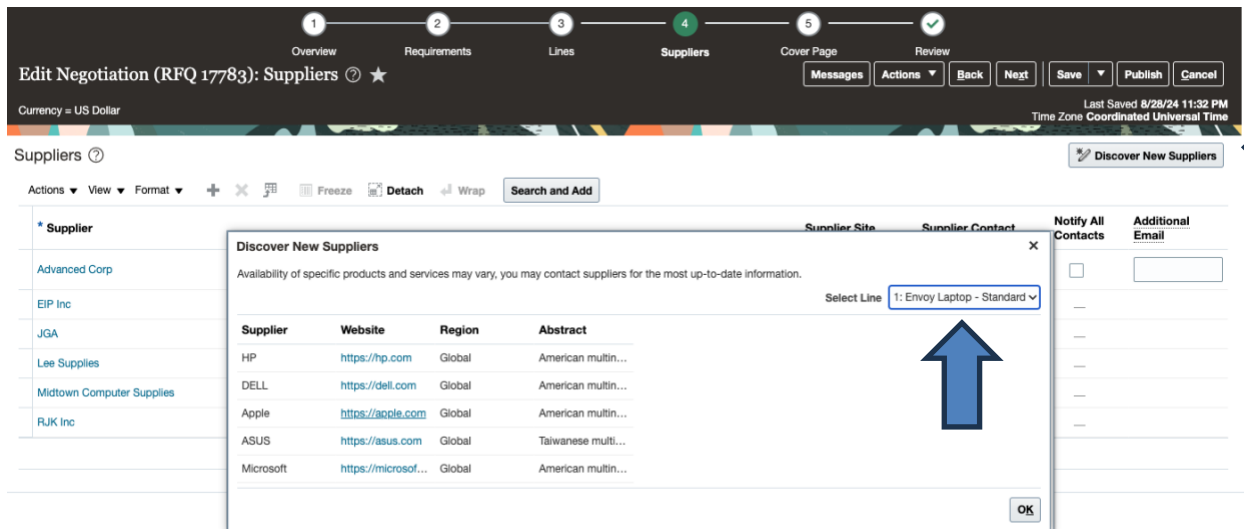 1 2 3 4 5
Overview Requirements Lines Suppliers Cover Page Review
Edit Negotiation (RFQ 17783): Suppliers
Messages Actions Back Next Save Publish Cancel
Currency = US Dollar
Last Saved 8/28/24 11:32 PM
Time Zone Coordinated Universal Time
Suppliers
Discover New Suppliers
Actions View Format Freeze Detach Wrap Search and Add
* Supplier Supplier Site Supplier Contact Notify All Contacts Additional Email
Advanced Corp
EIP Inc —
JGA —
Lee Supplies —
Midtown Computer Supplies —
RJK Inc —
Discover New Suppliers
Availability of specific products and services may vary, you may contact suppliers for the most up-to-date information.
Select Line 1: Envoy Laptop - Standard
Supplier Website Region Abstract
HP https://hp.com Global American multin...
DELL https://dell.com Global American multin...
Apple https://apple.com Global American multin...
ASUS https://asus.com Global Taiwanese multi...
Microsoft https://microsof... Global American multin...
OK